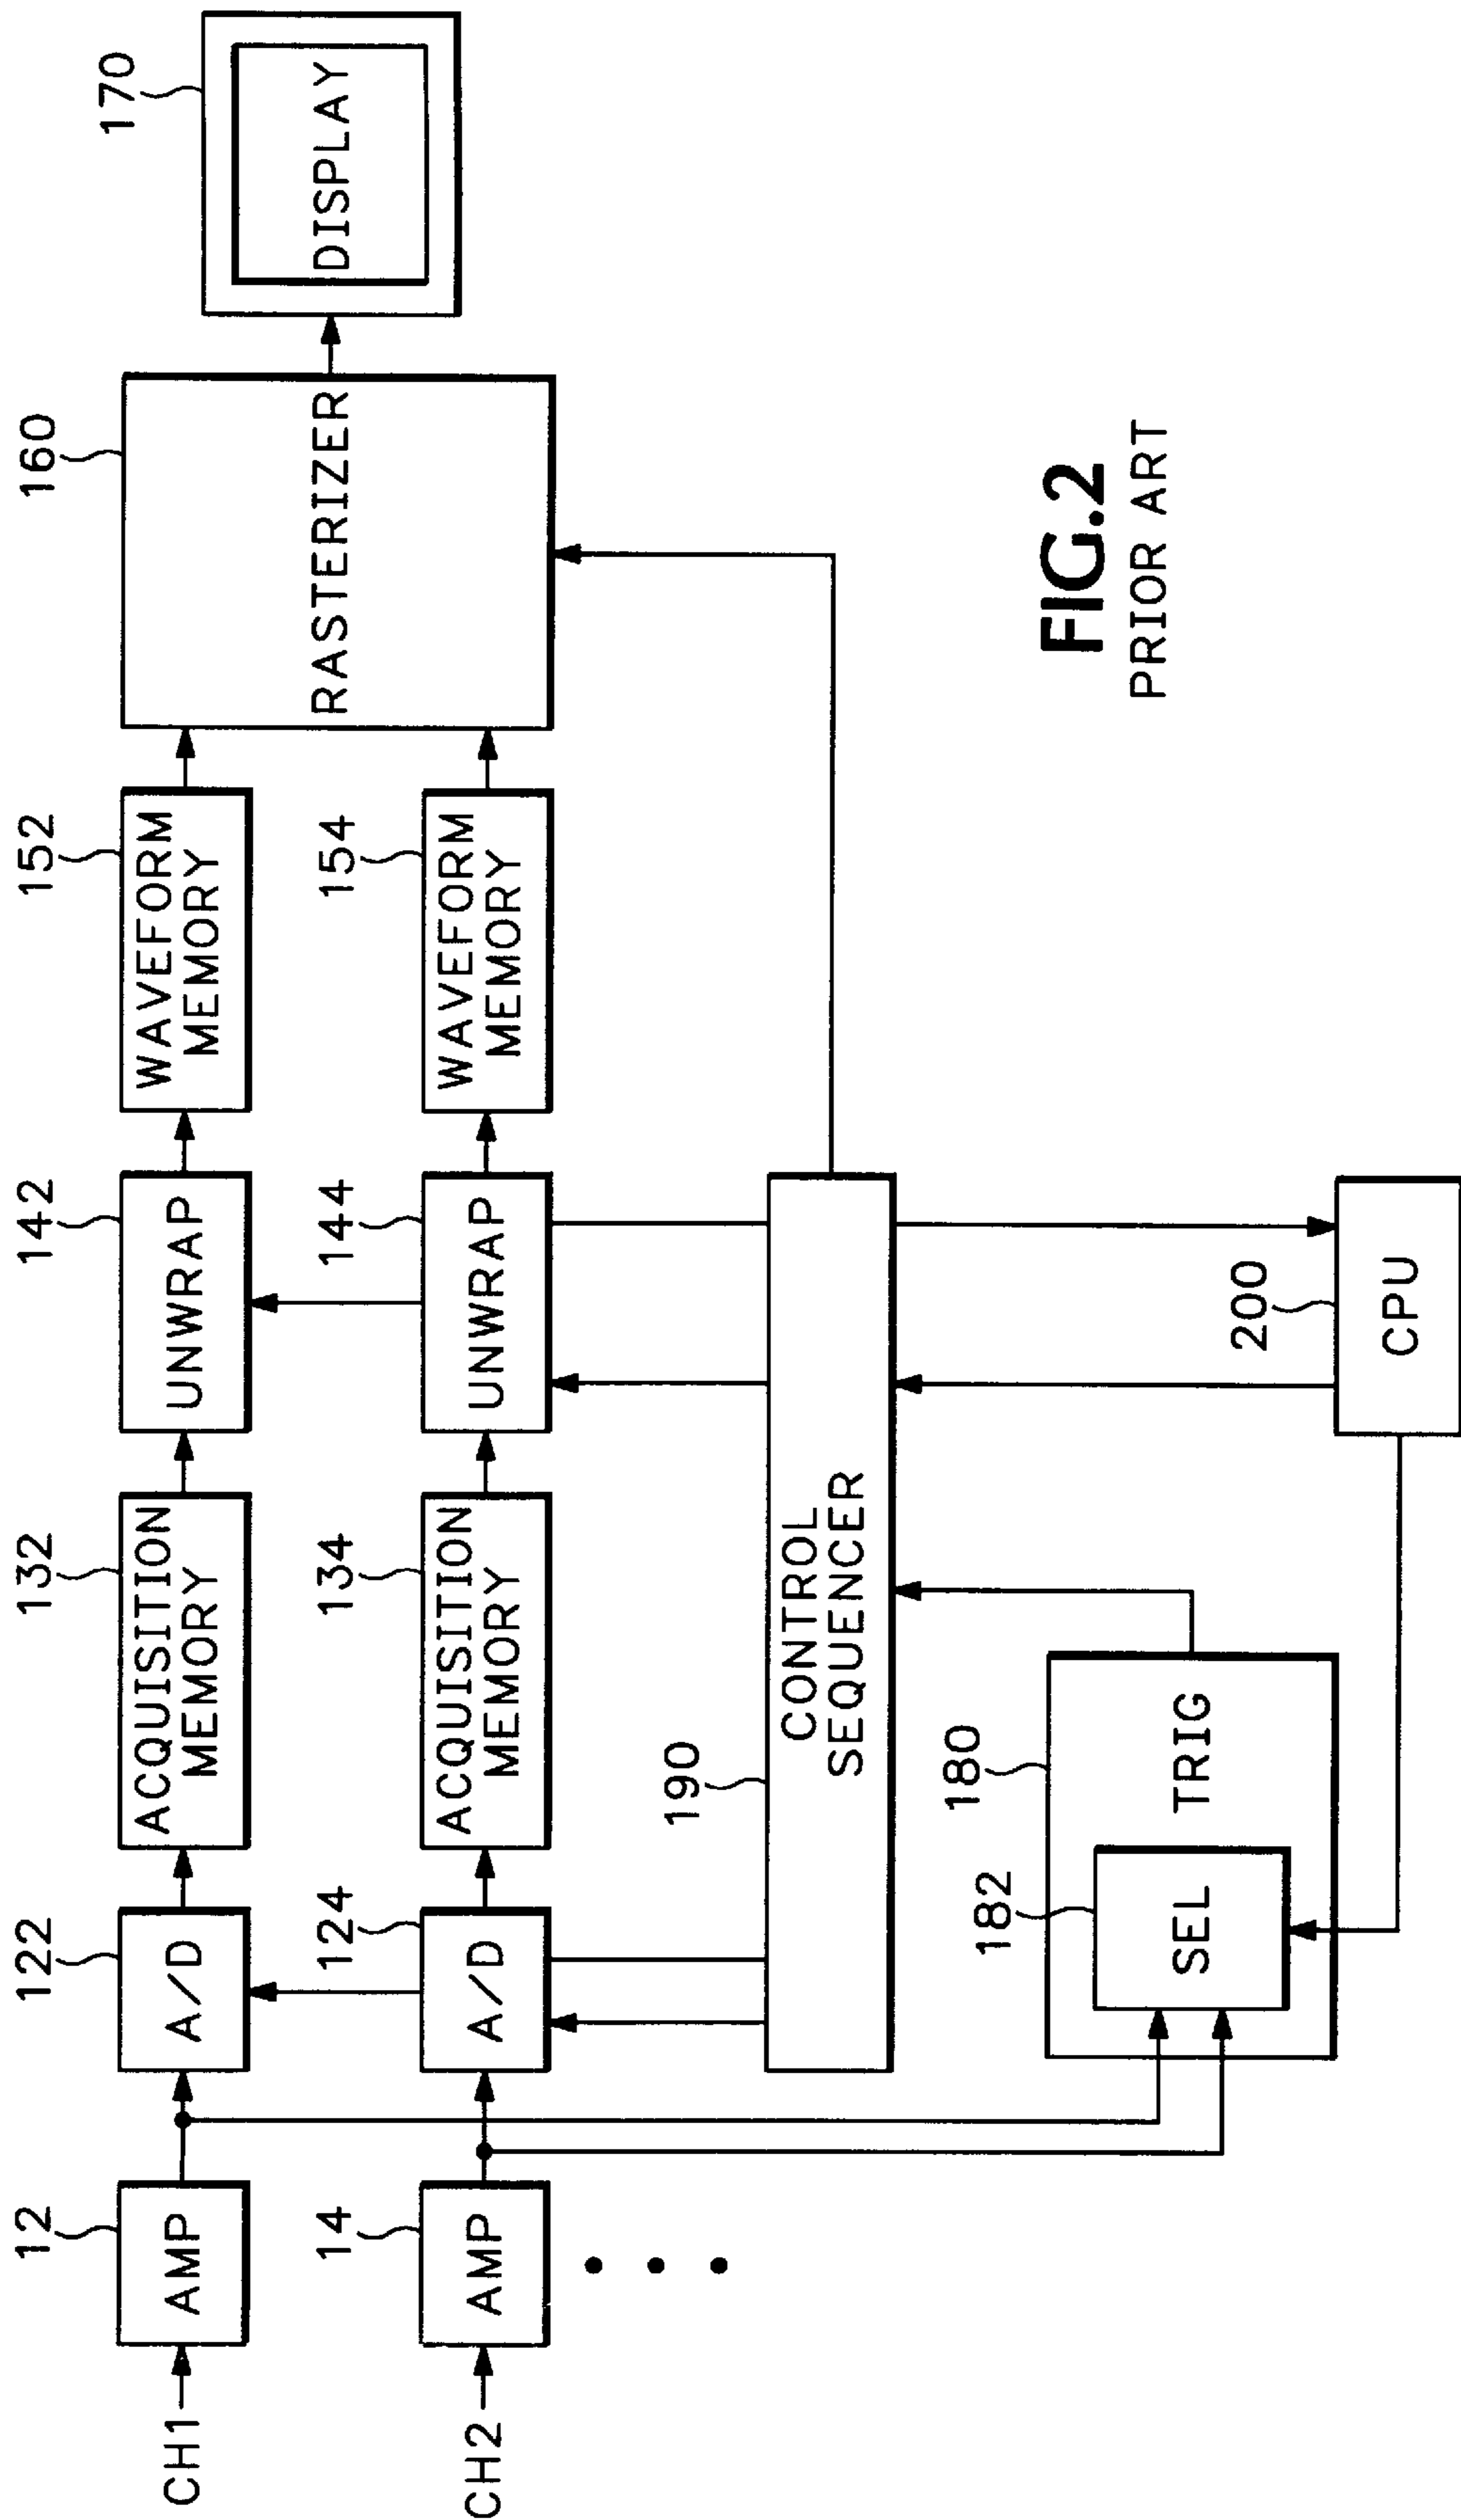 12
122
132
142
152
160
170
CH1
AMP
A/D
ACQUISITION
MEMORY
UNWRAP
WAVEFORM
MEMORY
RASTERIZER
DISPLAY
14
124
134
144
154
CH2
AMP
A/D
ACQUISITION
MEMORY
UNWRAP
WAVEFORM
MEMORY
190
CONTROL
SEQUENCER
180
182
SEL
TRIG
200
CPU
FIG.2
PRIOR ART